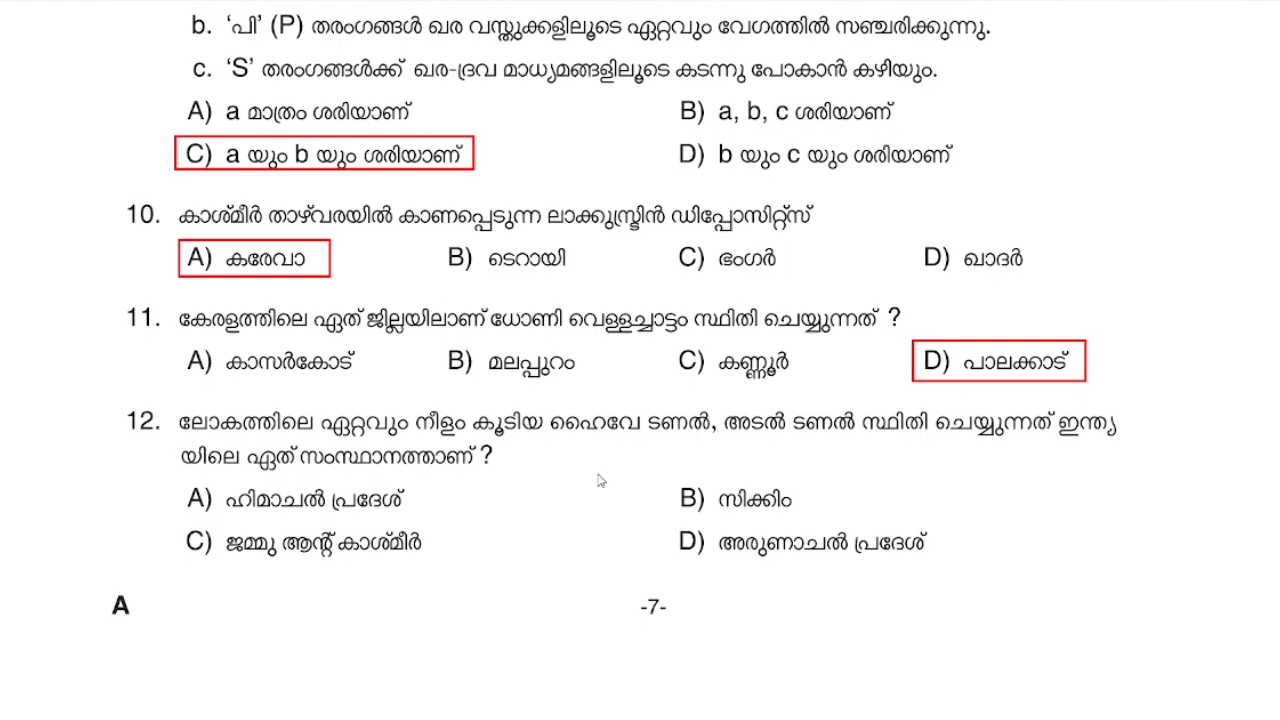 b. ‘പി’ (P) തരംഗങ്ങൾ ഖര വസ്തുക്കളിലൂടെ ഏറ്റവും വേഗത്തിൽ സഞ്ചരിക്കുന്നു.
c. ‘S’ തരംഗങ്ങൾക്ക് ഖര-ദ്രവ മാധ്യമങ്ങളിലൂടെ കടന്നു പോകാൻ കഴിയും.
A) a മാത്രം ശരിയാണ് B) a, b, c ശരിയാണ്
C) a യും b യും ശരിയാണ് D) b യും c യും ശരിയാണ്
10. കാശ്മീർ താഴ്‌വരയിൽ കാണപ്പെടുന്ന ലാക്കുസ്ട്രിൻ ഡിപ്പോസിറ്റ്സ്
A) കരേവാ B) ടെറായി C) ഭംഗർ D) ഖാദർ
11. കേരളത്തിലെ ഏത് ജില്ലയിലാണ് ധോണി വെള്ളച്ചാട്ടം സ്ഥിതി ചെയ്യുന്നത് ?
A) കാസർകോട് B) മലപ്പുറം C) കണ്ണൂർ D) പാലക്കാട്
12. ലോകത്തിലെ ഏറ്റവും നീളം കൂടിയ ഹൈവേ ടണൽ, അടൽ ടണൽ സ്ഥിതി ചെയ്യുന്നത് ഇന്ത്യ
യിലെ ഏത് സംസ്ഥാനത്താണ് ?
A) ഹിമാചൽ പ്രദേശ് B) സിക്കിം
C) ജമ്മു ആന്റ് കാശ്മീർ D) അരുണാചൽ പ്രദേശ്
A -7-